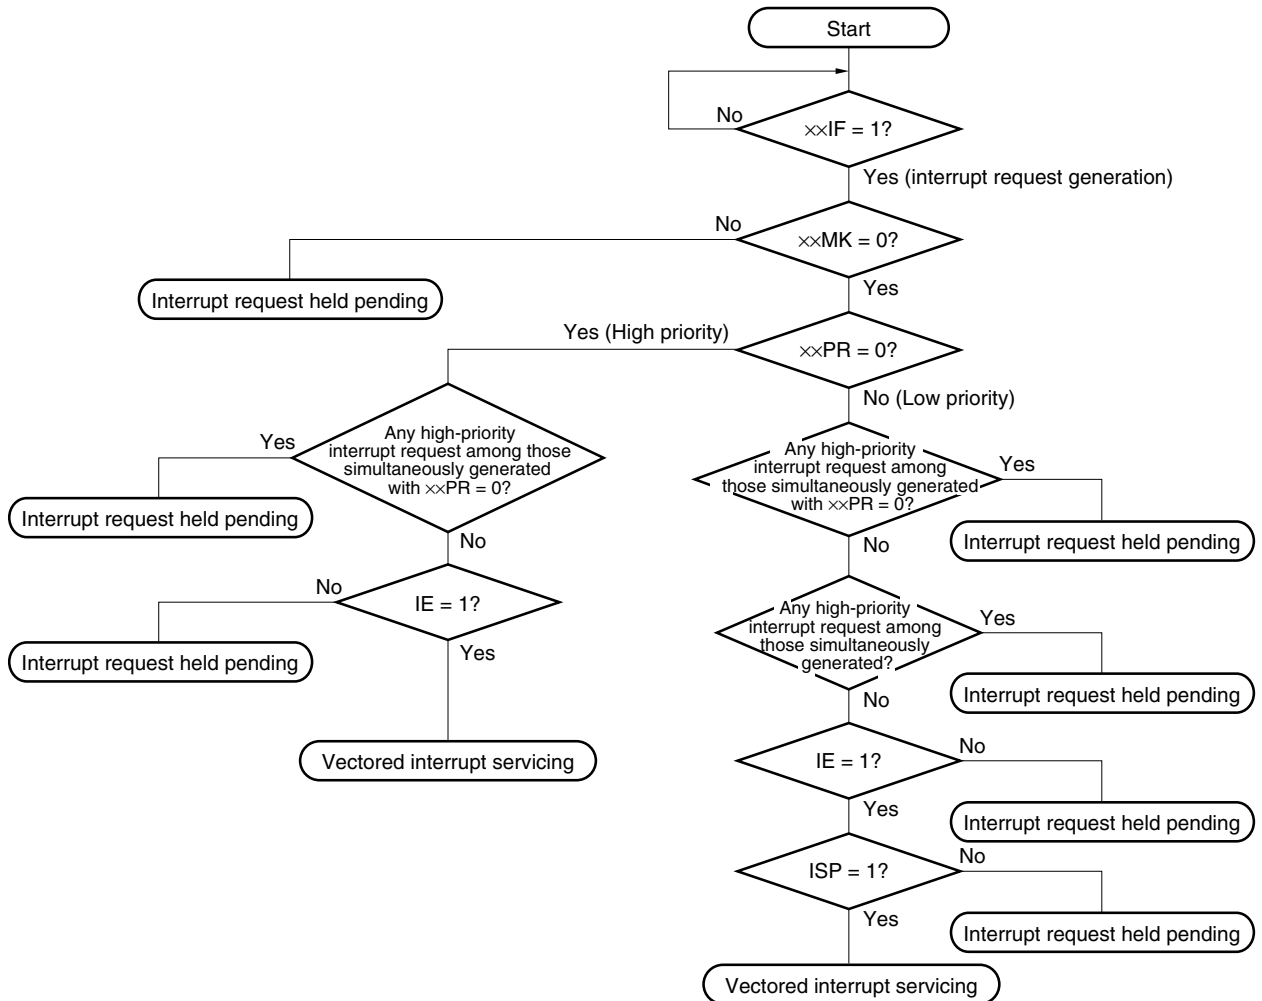 Start
No
××IF = 1?
Yes (interrupt request generation)
No
××MK = 0?
Interrupt request held pending
Yes
Yes (High priority)
××PR = 0?
No (Low priority)
Yes
Any high-priority
interrupt request among those
simultaneously generated
with ××PR = 0?
Any high-priority
interrupt request among
those simultaneously generated
with ××PR = 0?
Yes
Interrupt request held pending
Interrupt request held pending
No
No
No
IE = 1?
Any high-priority
interrupt request among
those simultaneously
generated?
Yes
Interrupt request held pending
Yes
Interrupt request held pending
No
Vectored interrupt servicing
IE = 1?
No
Yes
Interrupt request held pending
ISP = 1?
No
Yes
Interrupt request held pending
Vectored interrupt servicing